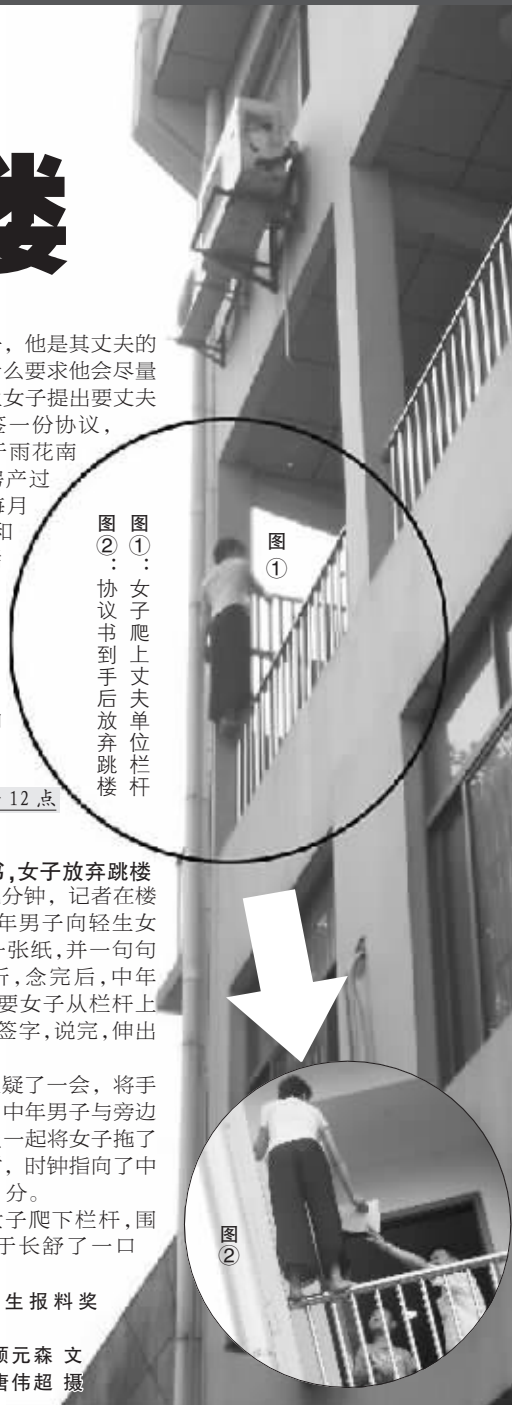 楼
，他是其丈夫的
么要求他会尽量
女子提出要丈夫
签一份协议，
于雨花南
房产过
每月
和
12 点
书,女子放弃跳楼
分钟，记者在楼
年男子向轻生女
一张纸,并一句句
听,念完后,中年
要女子从栏杆上
签字,说完,伸出
疑了一会，将手
中年男子与旁边
一起将女子拖了
，时钟指向了中
分。
女子爬下栏杆,围
于长舒了一口
生报料奖
顾元森 文
唐伟超 摄
图①：女子爬上丈夫单位栏杆
图②：协议书到手后放弃跳楼
图①
图②